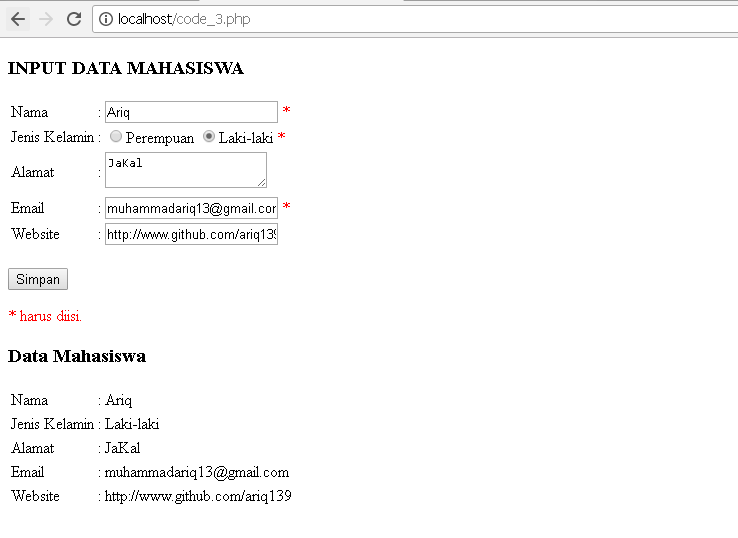 localhost/code_3.php
INPUT DATA MAHASISWA
Nama : Ariq *
Jenis Kelamin : Perempuan Laki-laki *
Alamat : JaKal
Email : muhammadariq13@gmail.com *
Website : http://www.github.com/ariq139
Simpan
* harus diisi.
Data Mahasiswa
Nama : Ariq
Jenis Kelamin : Laki-laki
Alamat : JaKal
Email : muhammadariq13@gmail.com
Website : http://www.github.com/ariq139